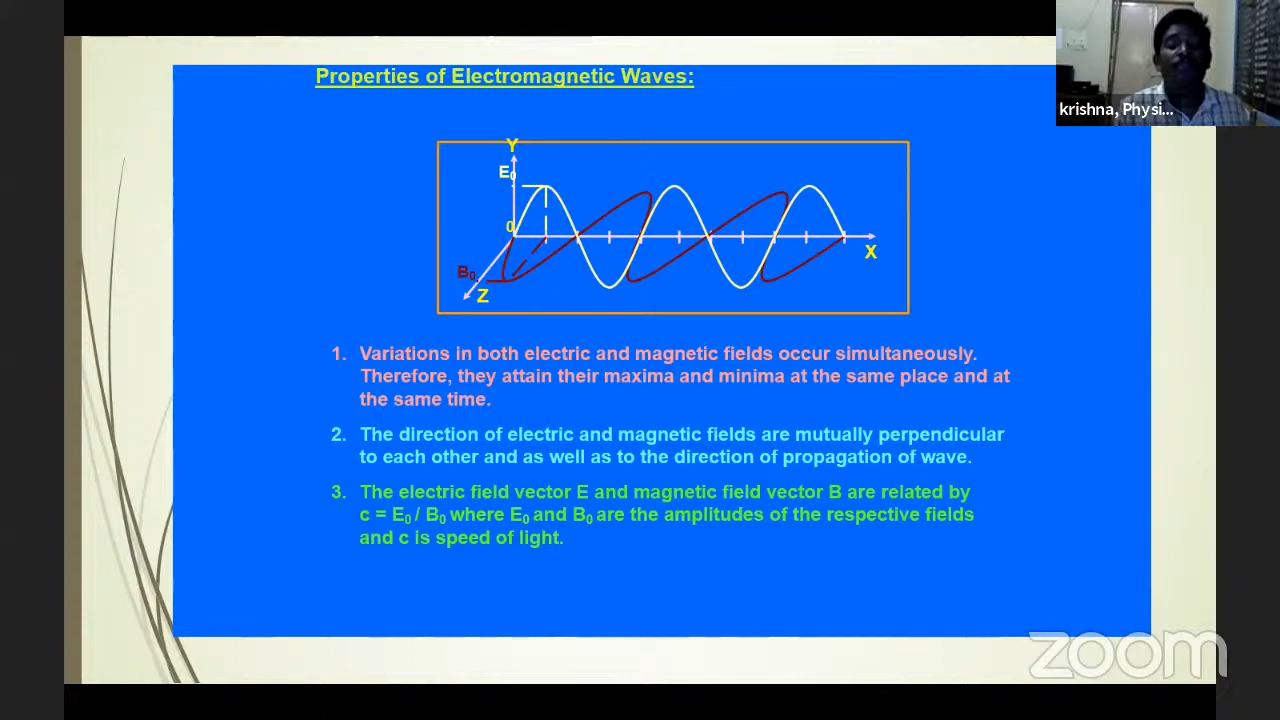 Properties of Electromagnetic Waves:
krishna, Physi...
Y
E₀
0
X
B₀
Z
1. Variations in both electric and magnetic fields occur simultaneously.
Therefore, they attain their maxima and minima at the same place and at
the same time.
2. The direction of electric and magnetic fields are mutually perpendicular
to each other and as well as to the direction of propagation of wave.
3. The electric field vector E and magnetic field vector B are related by
c = E₀ / B₀ where E₀ and B₀ are the amplitudes of the respective fields
and c is speed of light.
zoom